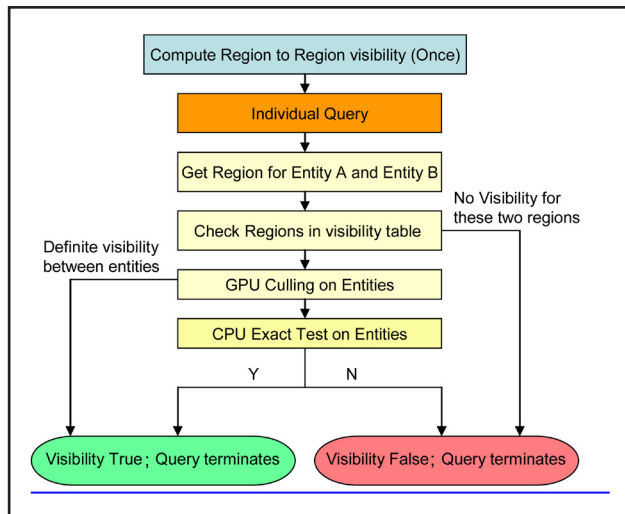 Compute Region to Region visibility (Once)
Individual Query
Get Region for Entity A and Entity B
No Visibility for
these two regions
Check Regions in visibility table
Definite visibility
between entities
GPU Culling on Entities
CPU Exact Test on Entities
Y
N
Visibility True; Query terminates
Visibility False; Query terminates